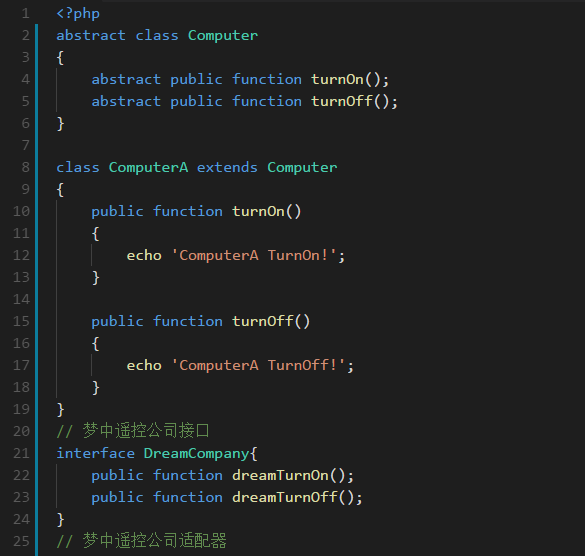 1 <?php
2 abstract class Computer
3 {
4     abstract public function turnOn();
5     abstract public function turnOff();
6 }
7
8 class ComputerA extends Computer
9 {
10     public function turnOn()
11     {
12         echo 'ComputerA TurnOn!';
13     }
14
15     public function turnOff()
16     {
17         echo 'ComputerA TurnOff!';
18     }
19 }
20 // 梦中遥控公司接口
21 interface DreamCompany{
22     public function dreamTurnOn();
23     public function dreamTurnOff();
24 }
25 // 梦中遥控公司适配器